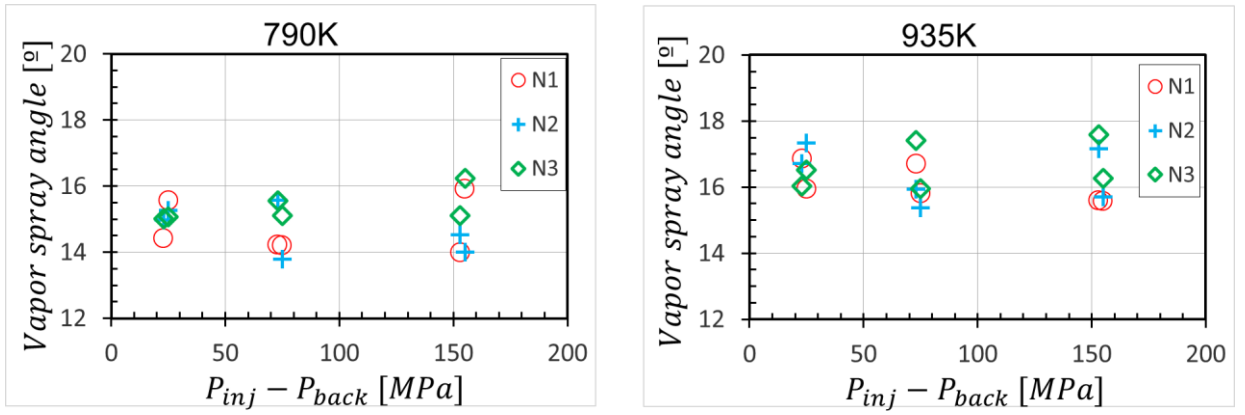 790K
Vapor spray angle [º]
20
18
16
14
12
0 50 100 150 200
P_inj − P_back [MPa]
N1
N2
N3
935K
Vapor spray angle [º]
20
18
16
14
12
0 50 100 150 200
P_inj − P_back [MPa]
N1
N2
N3